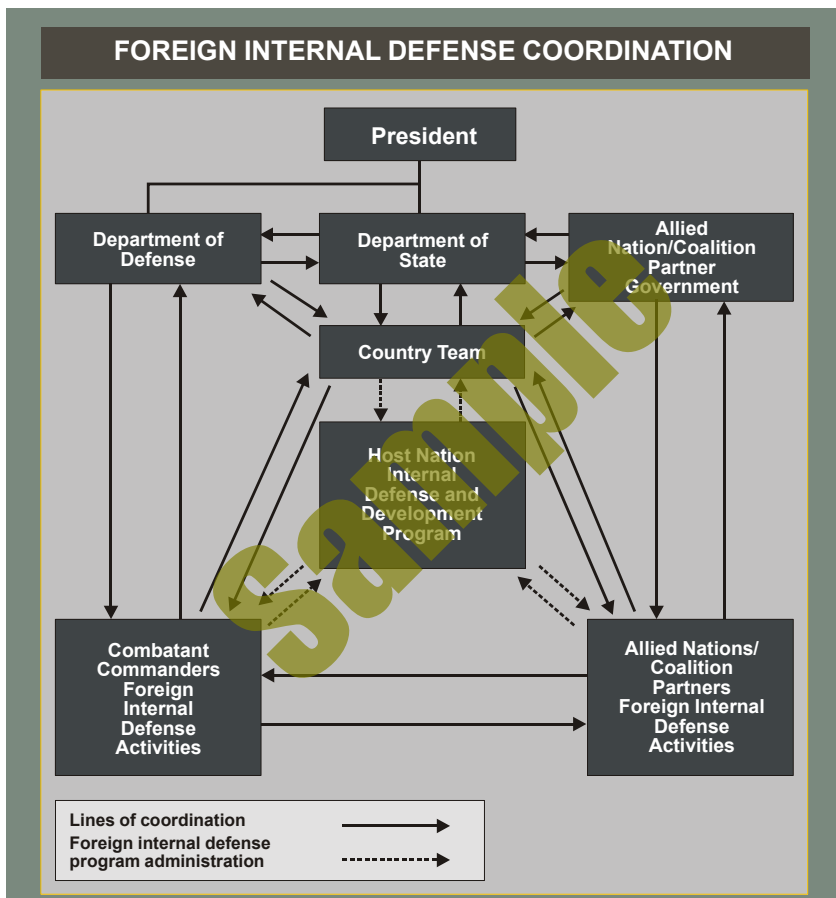 FOREIGN INTERNAL DEFENSE COORDINATION
President
Department of
Defense
Department of
State
Allied
Nation/Coalition
Partner
Government
Country Team
Host Nation
Internal
Defense and
Development
Program
Combatant
Commanders
Foreign
Internal
Defense
Activities
Allied Nations/
Coalition
Partners
Foreign Internal
Defense
Activities
Lines of coordination
Foreign internal defense
program administration
Sample